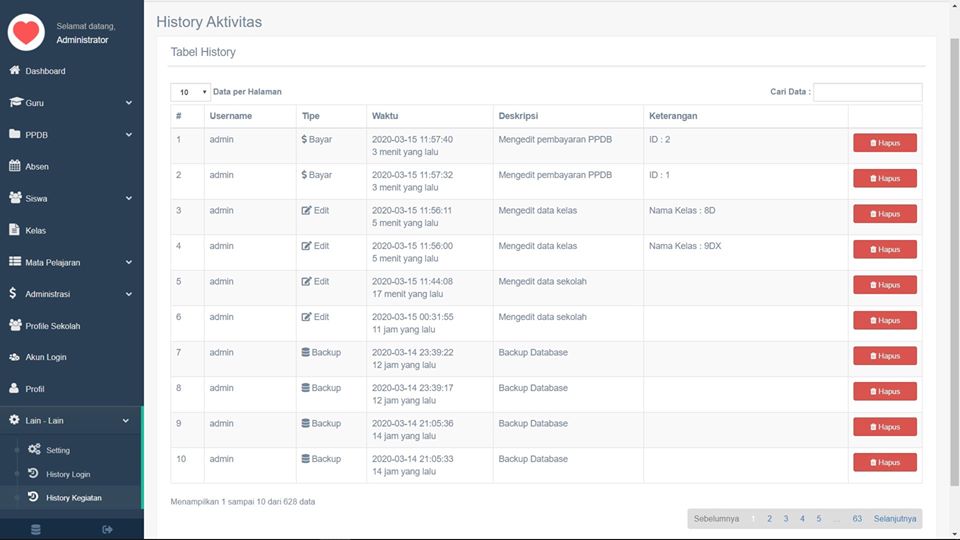 Selamat datang,
Administrator
Dashboard
Guru
PPDB
Absen
Siswa
Kelas
Mata Pelajaran
Administrasi
Profile Sekolah
Akun Login
Profil
Lain - Lain
Setting
History Login
History Kegiatan
History Aktivitas
Tabel History
10 Data per Halaman Cari Data :
# Username Tipe Waktu Deskripsi Keterangan
1 admin $ Bayar 2020-03-15 11:57:40 Mengedit pembayaran PPDB ID : 2 Hapus
3 menit yang lalu
2 admin $ Bayar 2020-03-15 11:57:32 Mengedit pembayaran PPDB ID : 1 Hapus
3 menit yang lalu
3 admin Edit 2020-03-15 11:56:11 Mengedit data kelas Nama Kelas : 8D Hapus
5 menit yang lalu
4 admin Edit 2020-03-15 11:56:00 Mengedit data kelas Nama Kelas : 9DX Hapus
5 menit yang lalu
5 admin Edit 2020-03-15 11:44:08 Mengedit data sekolah Hapus
17 menit yang lalu
6 admin Edit 2020-03-15 00:31:55 Mengedit data sekolah Hapus
11 jam yang lalu
7 admin Backup 2020-03-14 23:39:22 Backup Database Hapus
12 jam yang lalu
8 admin Backup 2020-03-14 23:39:17 Backup Database Hapus
12 jam yang lalu
9 admin Backup 2020-03-14 21:05:36 Backup Database Hapus
14 jam yang lalu
10 admin Backup 2020-03-14 21:05:33 Backup Database Hapus
14 jam yang lalu
Menampilkan 1 sampai 10 dari 628 data
Sebelumnya 1 2 3 4 5 ... 63 Selanjutnya